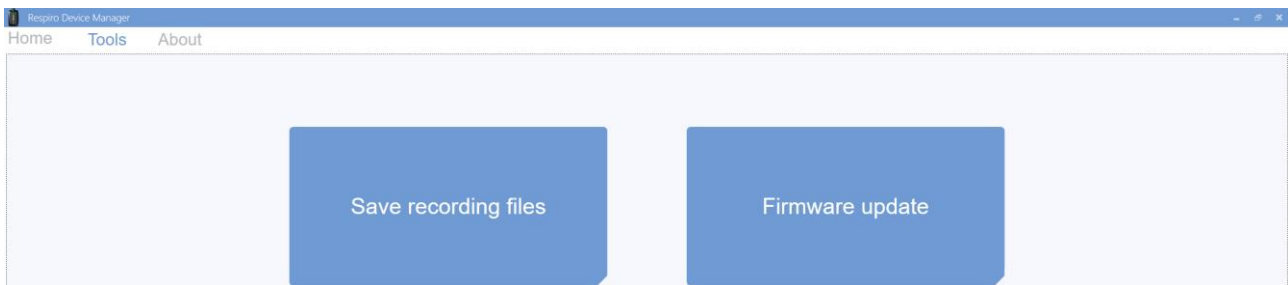 Respiro Device Manager
Home Tools About
Save recording files Firmware update